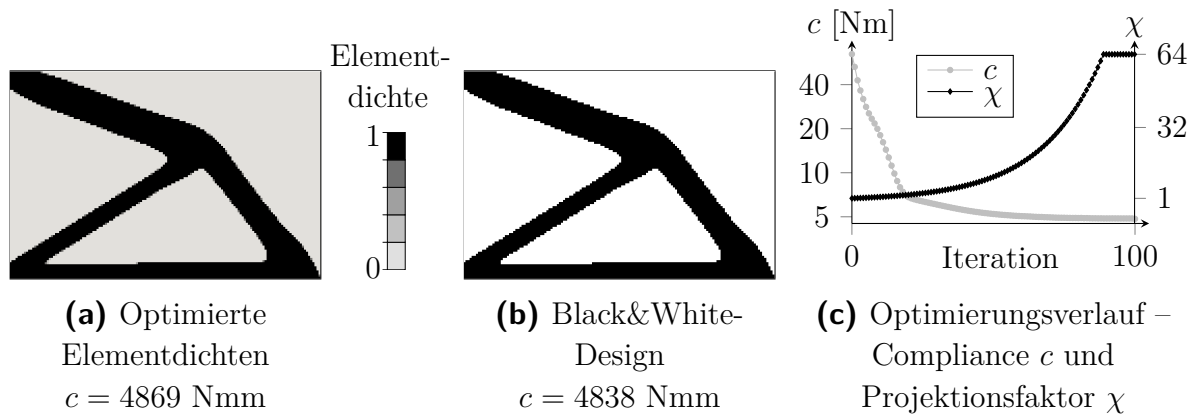 Element-
dichte
1
0
(a) Optimierte
Elementdichten
c = 4869 Nmm
(b) Black&White-
Design
c = 4838 Nmm
c [Nm]
χ
c
χ
40
20
10
5
64
32
1
0
Iteration
100
(c) Optimierungsverlauf –
Compliance c und
Projektionsfaktor χ